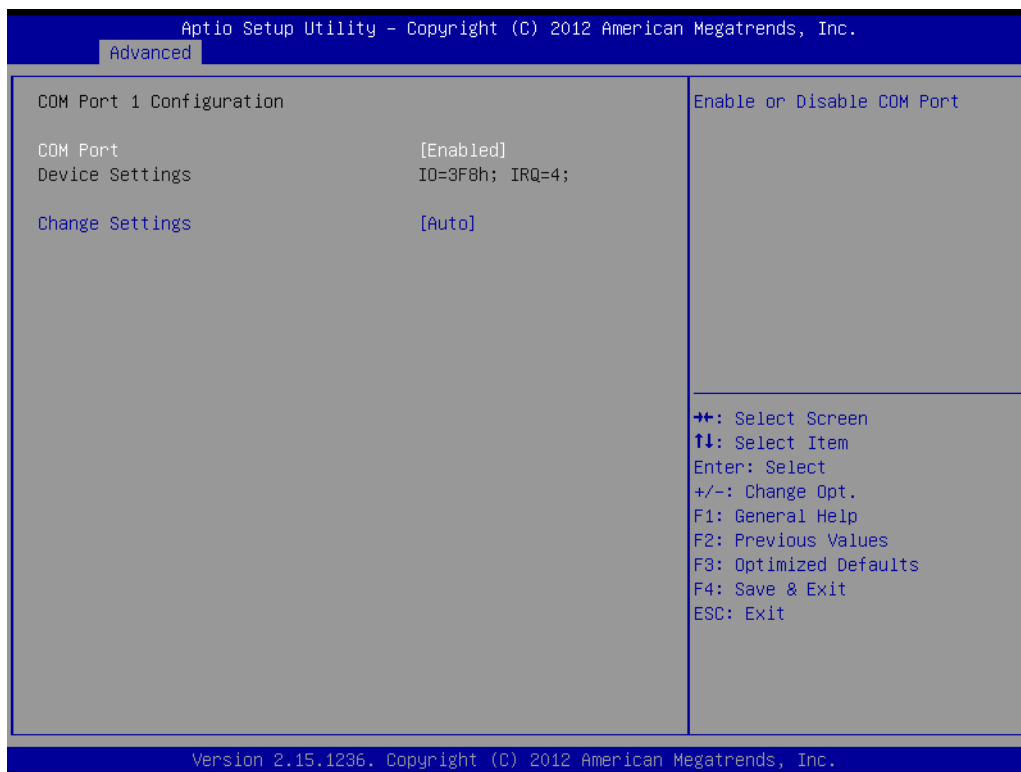 Aptio Setup Utility – Copyright (C) 2012 American Megatrends, Inc.
Advanced
COM Port 1 Configuration
COM Port [Enabled]
Device Settings IO=3F8h; IRQ=4;
Change Settings [Auto]
Enable or Disable COM Port
→←: Select Screen
↑↓: Select Item
Enter: Select
+/-: Change Opt.
F1: General Help
F2: Previous Values
F3: Optimized Defaults
F4: Save & Exit
ESC: Exit
Version 2.15.1236. Copyright (C) 2012 American Megatrends, Inc.